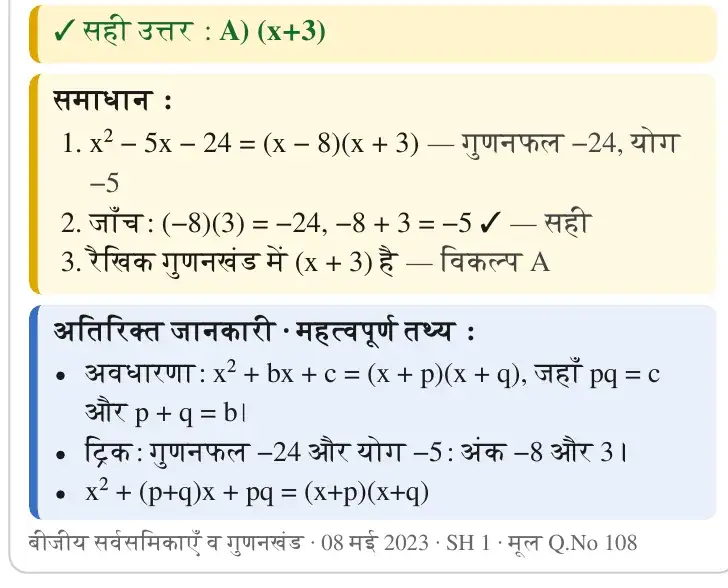 ✓ सही उत्तर : A) (x+3)
समाधान :
1. x² − 5x − 24 = (x − 8)(x + 3) — गुणनफल −24, योग
−5
2. जाँच : (−8)(3) = −24, −8 + 3 = −5 ✓ — सही
3. रैखिक गुणनखंड में (x + 3) है — विकल्प A
अतिरिक्त जानकारी · महत्वपूर्ण तथ्य :
• अवधारणा : x² + bx + c = (x + p)(x + q), जहाँ pq = c
और p + q = b।
• ट्रिक : गुणनफल −24 और योग −5 : अंक −8 और 3।
• x² + (p+q)x + pq = (x+p)(x+q)
बीजीय सर्वसमिकाएँ व गुणनखंड · 08 मई 2023 · SH 1 · मूल Q.No 108